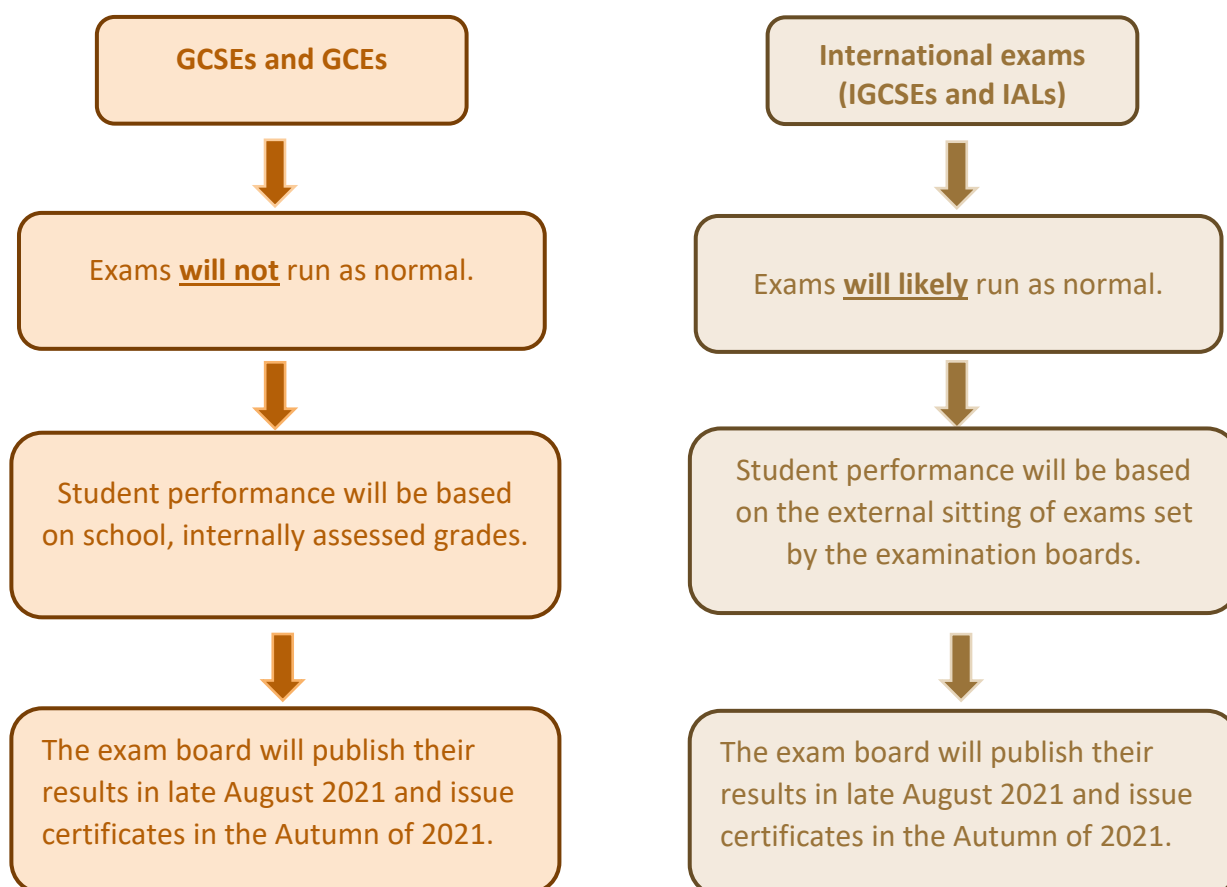 GCSEs and GCEs
Exams will not run as normal.
Student performance will be based
on school, internally assessed grades.
The exam board will publish their
results in late August 2021 and issue
certificates in the Autumn of 2021.
International exams
(IGCSEs and IALs)
Exams will likely run as normal.
Student performance will be based
on the external sitting of exams set
by the examination boards.
The exam board will publish their
results in late August 2021 and issue
certificates in the Autumn of 2021.